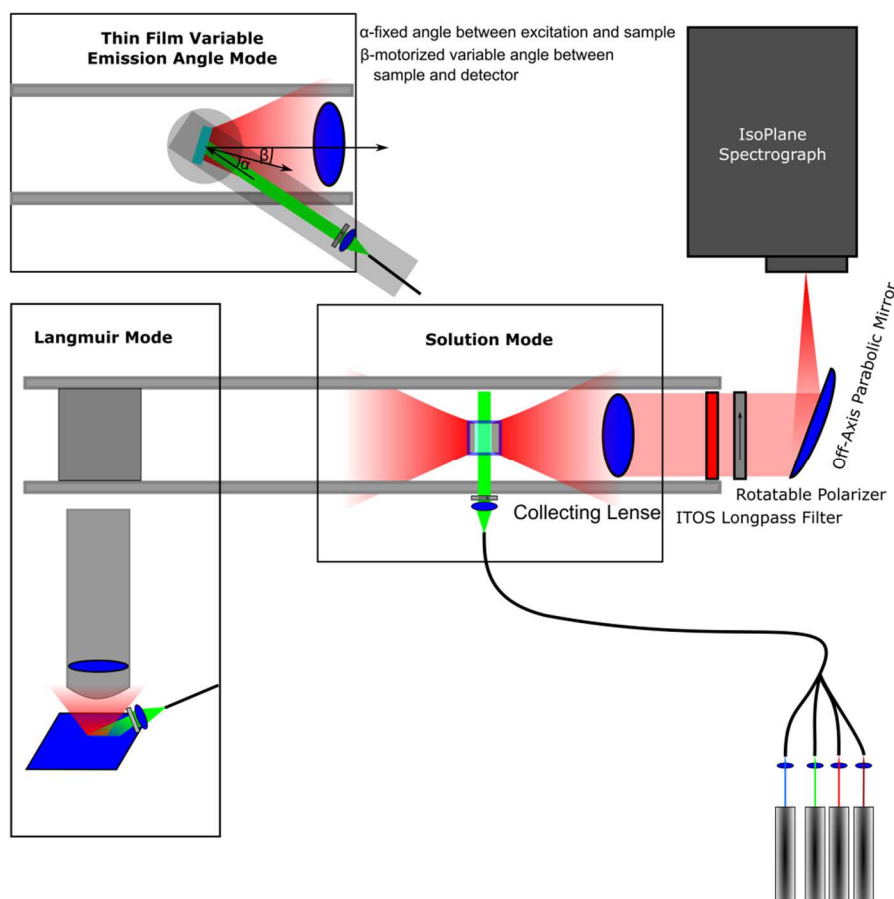 Thin Film Variable
Emission Angle Mode
α-fixed angle between excitation and sample
β-motorized variable angle between
sample and detector
β
α
IsoPlane
Spectrograph
Langmuir Mode
Solution Mode
Off-Axis Parabolic Mirror
Rotatable Polarizer
Collecting Lense
ITOS Longpass Filter